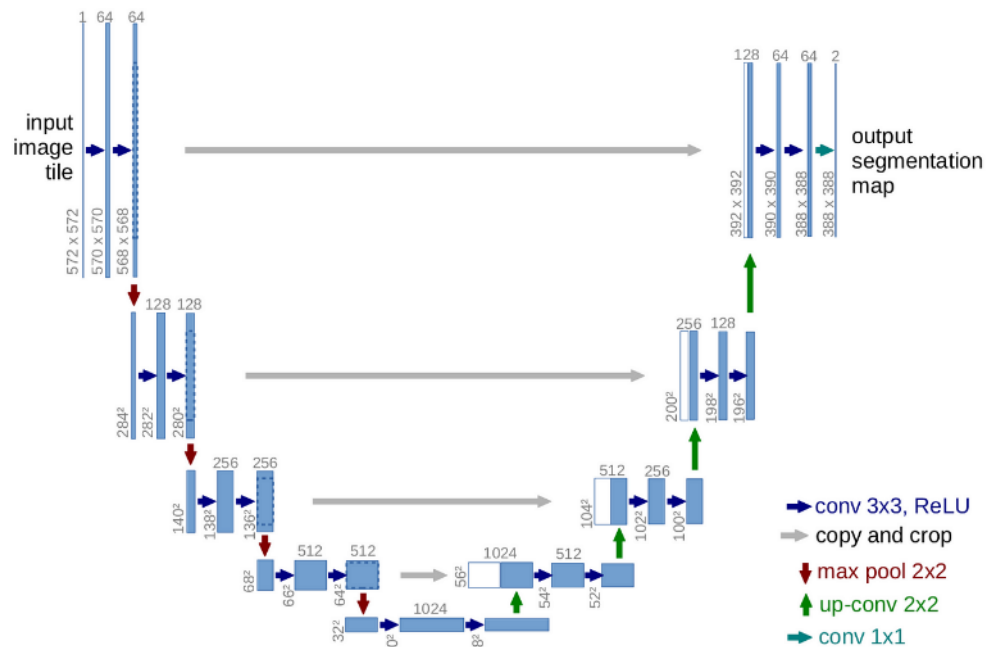 1 64 64
input
image
tile
572 x 572
570 x 570
568 x 568
128 128
284²
282²
280²
256 256
140²
138²
136²
512 512
68²
66²
64²
1024
32²
0²
8²
1024 512
56²
54²
52²
512 256
104²
102²
100²
256 128
200²
198²
196²
128 64 64 2
392 x 392
390 x 390
388 x 388
388 x 388
output
segmentation
map
conv 3x3, ReLU
copy and crop
max pool 2x2
up-conv 2x2
conv 1x1